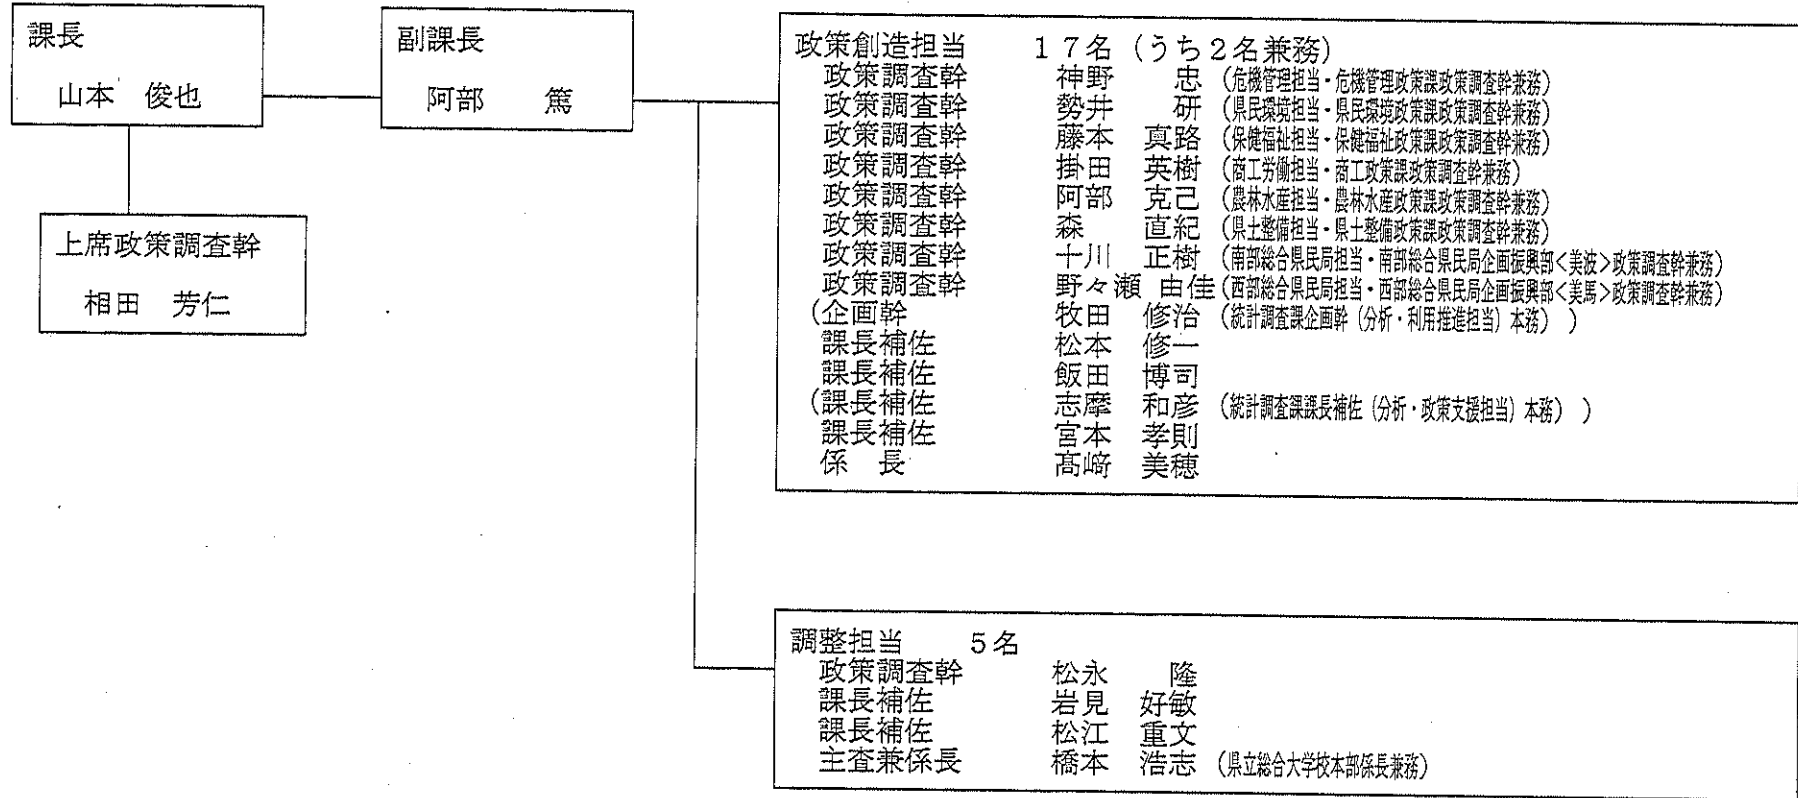 課長
山本 俊也
副課長
阿部 篤
上席政策調査幹
相田 芳仁
政策創造担当 17名(うち2名兼務)
政策調査幹 神野 忠(危機管理担当・危機管理政策課政策調査幹兼務)
政策調査幹 勢井 研(県民環境担当・県民環境政策課政策調査幹兼務)
政策調査幹 藤本 真路(保健福祉担当・保健福祉政策課政策調査幹兼務)
政策調査幹 掛田 英樹(商工労働担当・商工政策課政策調査幹兼務)
政策調査幹 阿部 克己(農林水産担当・農林水産政策課政策調査幹兼務)
政策調査幹 森 直紀(県土整備担当・県土整備政策課政策調査幹兼務)
政策調査幹 十川 正樹(南部総合県民局担当・南部総合県民局企画振興部<美波>政策調査幹兼務)
政策調査幹 野々瀬 由佳(西部総合県民局担当・西部総合県民局企画振興部<美馬>政策調査幹兼務)
(企画幹 牧田 修治(統計調査課企画幹(分析・利用推進担当)本務))
課長補佐 松本 修一
課長補佐 飯田 博司
(課長補佐 志摩 和彦(統計調査課課長補佐(分析・政策支援担当)本務))
課長補佐 宮本 孝則
係 長 髙﨑 美穂
調整担当 5名
政策調査幹 松永 隆
課長補佐 岩見 好敏
課長補佐 松江 重文
主査兼係長 橋本 浩志(県立総合大学校本部係長兼務)